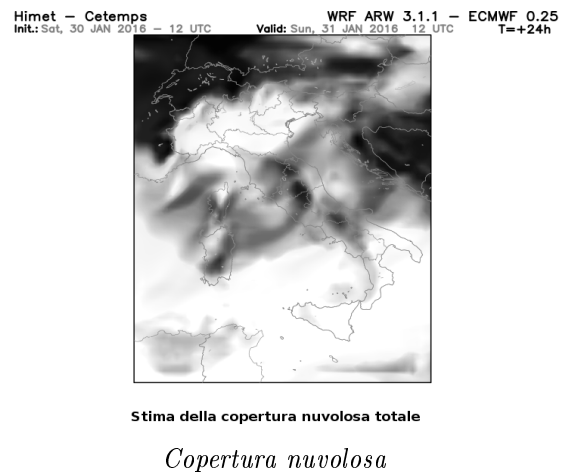 Himet – Cetemps WRF ARW 3.1.1 – ECMWF 0.25
Init.: Sat, 30 JAN 2016 – 12 UTC Valid: Sun, 31 JAN 2016 12 UTC T=+24h
Stima della copertura nuvolosa totale
Copertura nuvolosa